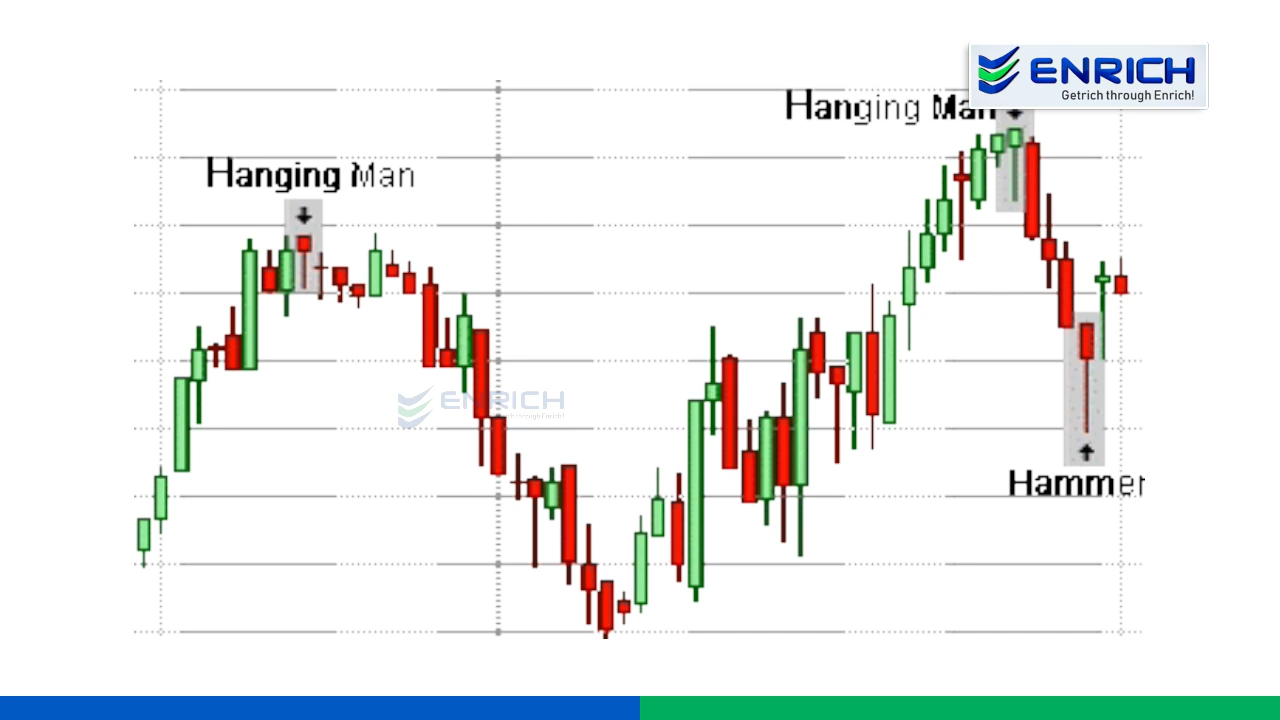 ENRICH
Getrich through Enrich!
Hanging Man
Hanging Man
ENRICH
Hammer